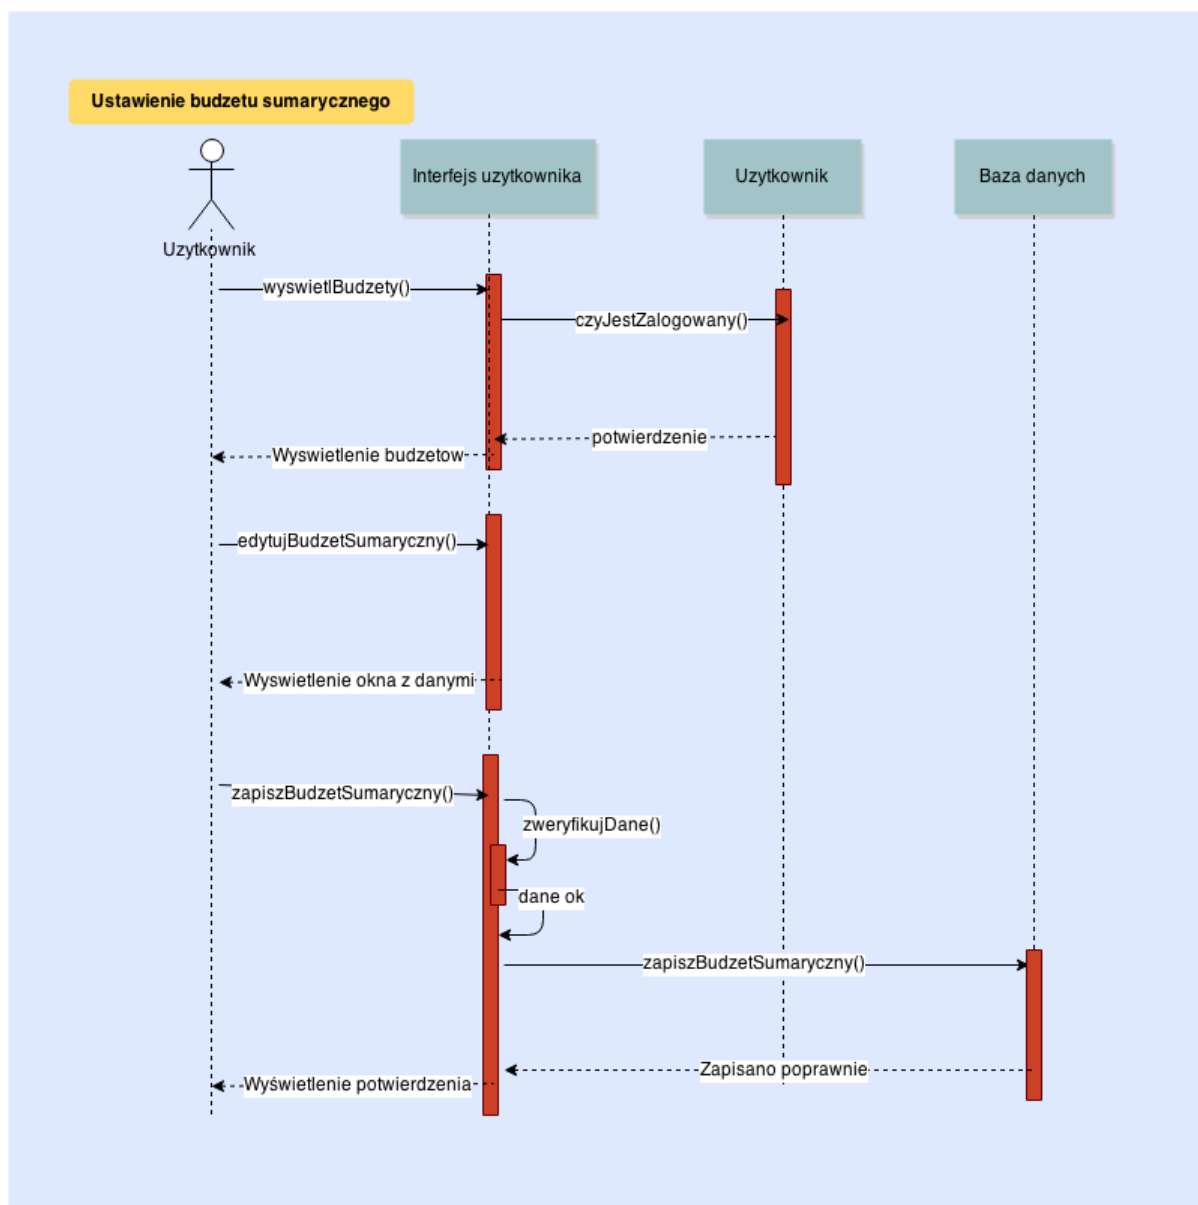 Ustawienie budzetu sumarycznego
Interfejs uzytkownika
Uzytkownik
Baza danych
Uzytkownik
wyswietlBudzety()
czyJestZalogowany()
potwierdzenie
Wyswietlenie budzetow
edytujBudzetSumaryczny()
Wyswietlenie okna z danymi
zapiszBudzetSumaryczny()
zweryfikujDane()
dane ok
zapiszBudzetSumaryczny()
Zapisano poprawnie
Wyświetlenie potwierdzenia